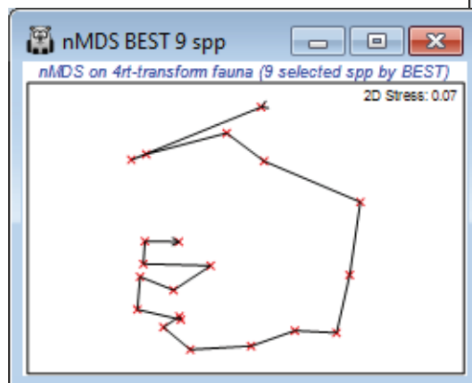 nMDS BEST 9 spp
nMDS on 4rt-transform fauna (9 selected spp by BEST)
2D Stress: 0.07